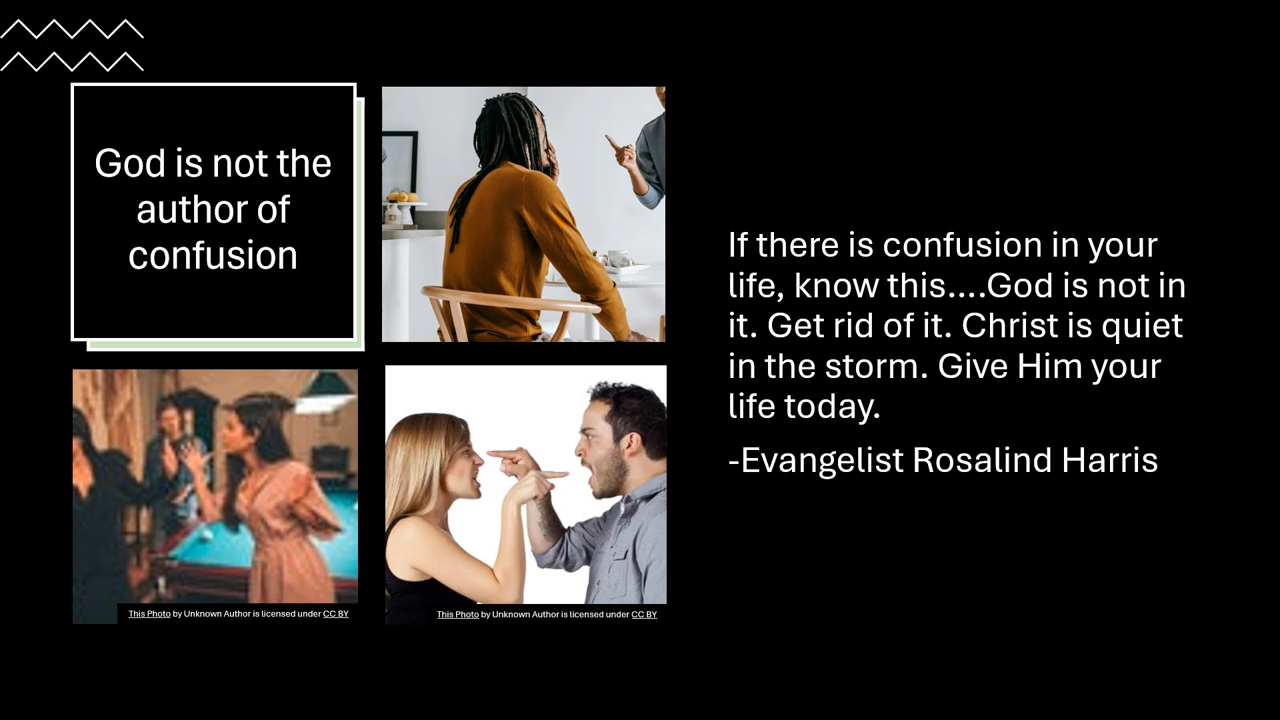 God is not the
author of
confusion
If there is confusion in your
life, know this....God is not in
it. Get rid of it. Christ is quiet
in the storm. Give Him your
life today.
-Evangelist Rosalind Harris
This Photo by Unknown Author is licensed under CC BY
This Photo by Unknown Author is licensed under CC BY